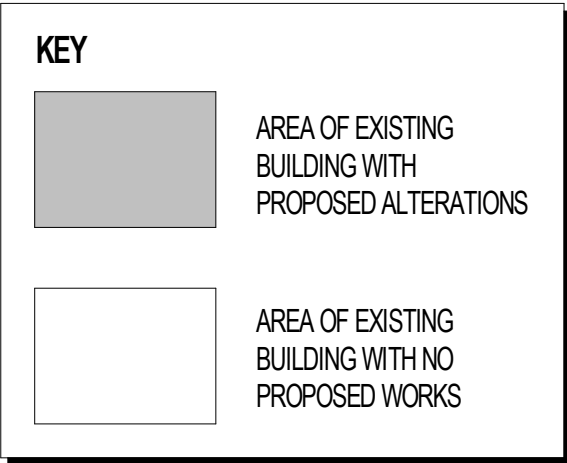 KEY
AREA OF EXISTING
BUILDING WITH
PROPOSED ALTERATIONS
AREA OF EXISTING
BUILDING WITH NO
PROPOSED WORKS